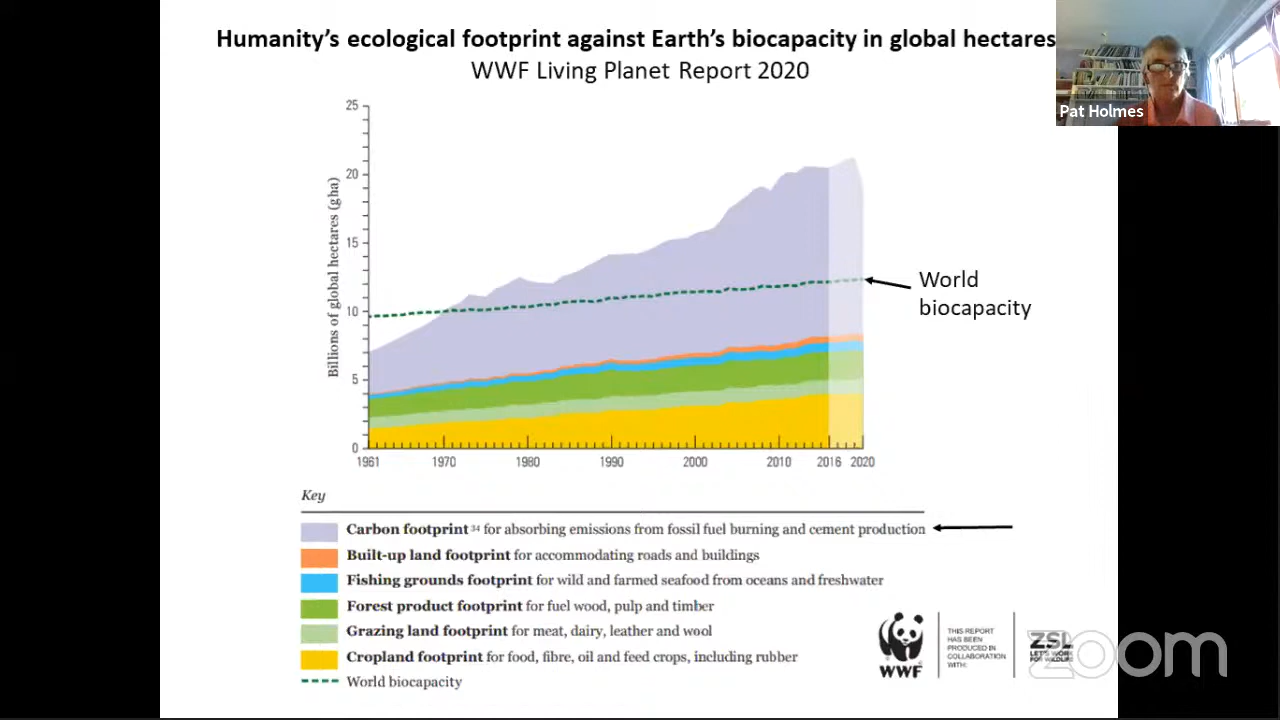 Humanity's ecological footprint against Earth's biocapacity in global hectares
WWF Living Planet Report 2020
Pat Holmes
Billions of global hectares (gha)
25
20
15
10
5
0
1961
1970
1980
1990
2000
2010
2016
2020
World
biocapacity
Key
Carbon footprint 34 for absorbing emissions from fossil fuel burning and cement production
Built-up land footprint for accommodating roads and buildings
Fishing grounds footprint for wild and farmed seafood from oceans and freshwater
Forest product footprint for fuel wood, pulp and timber
Grazing land footprint for meat, dairy, leather and wool
Cropland footprint for food, fibre, oil and feed crops, including rubber
World biocapacity
WWF
THIS REPORT
HAS BEEN
PRODUCED IN
COLLABORATION
WITH:
ZSL
LET'S WORK
FOR WILDLIFE
zoom